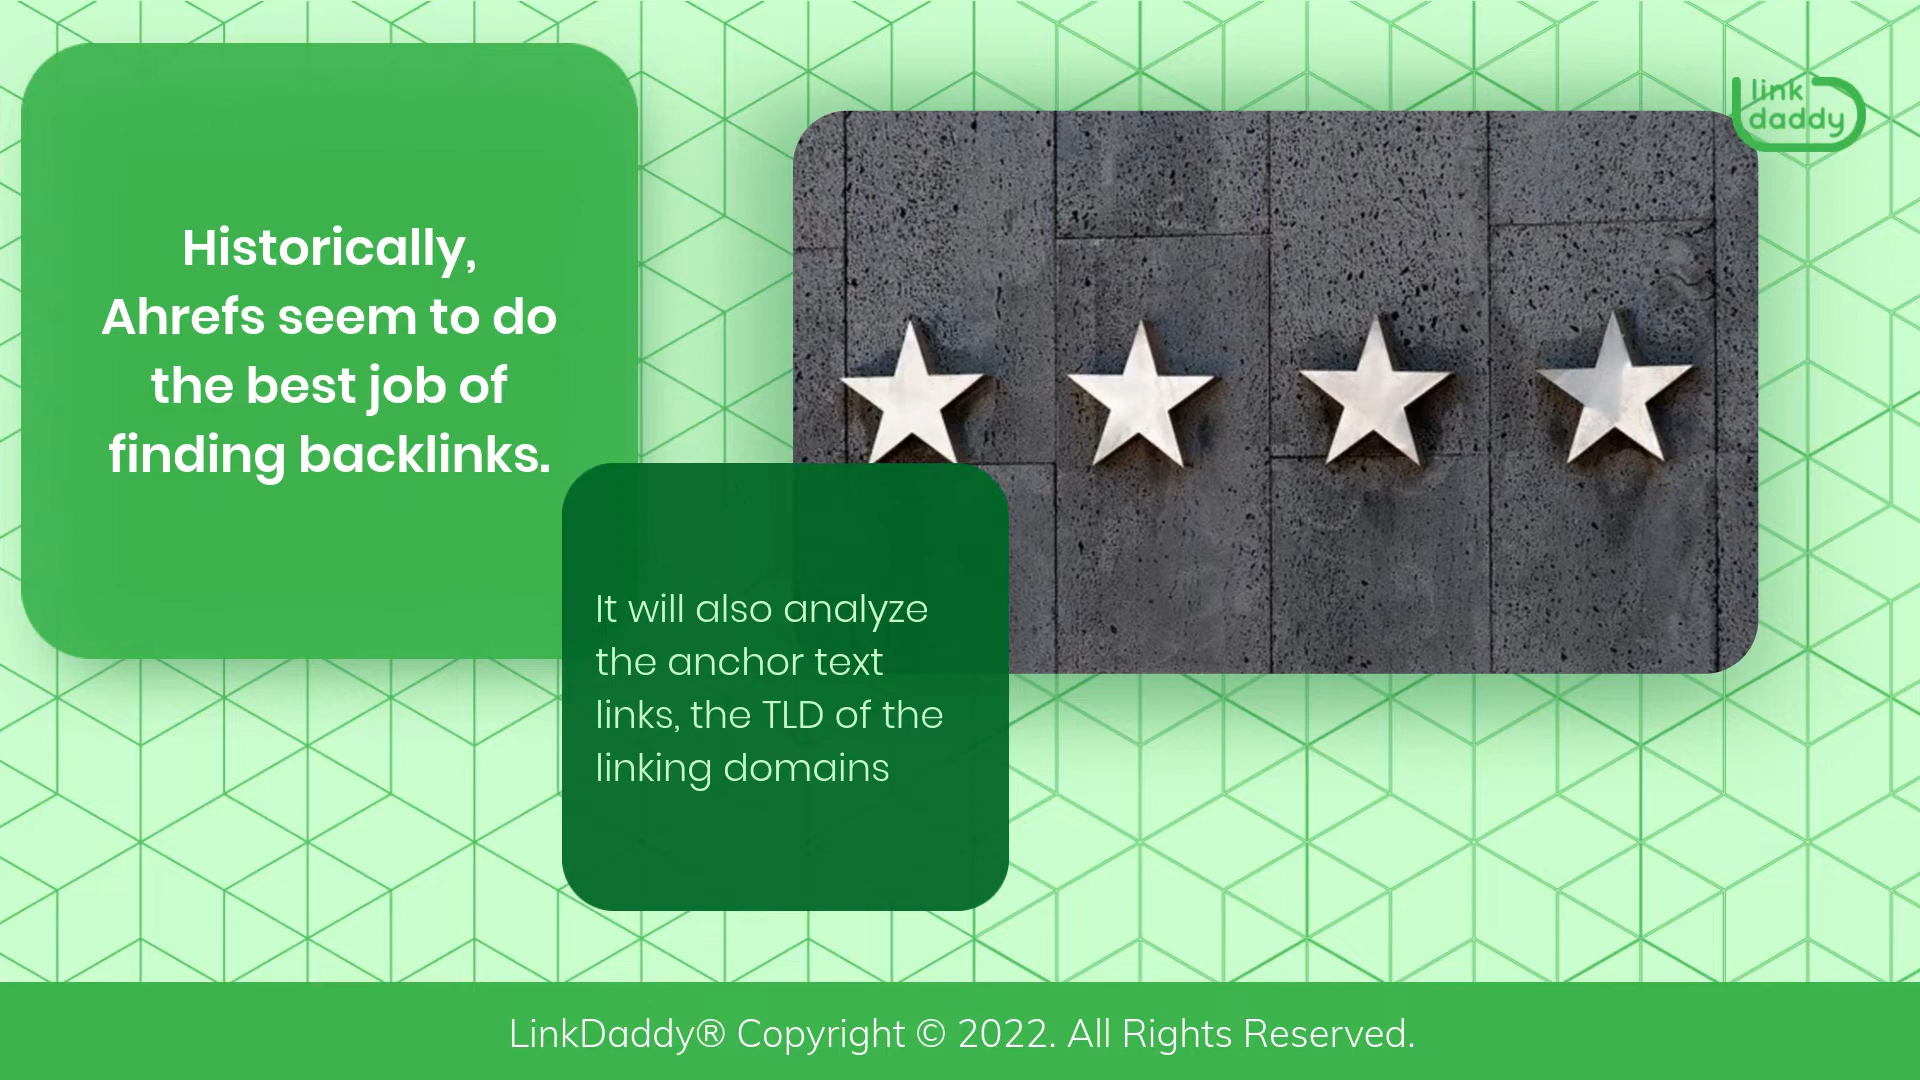 Historically,
Ahrefs seem to do
the best job of
finding backlinks.
link
daddy
It will also analyze
the anchor text
links, the TLD of the
linking domains
LinkDaddy® Copyright © 2022. All Rights Reserved.